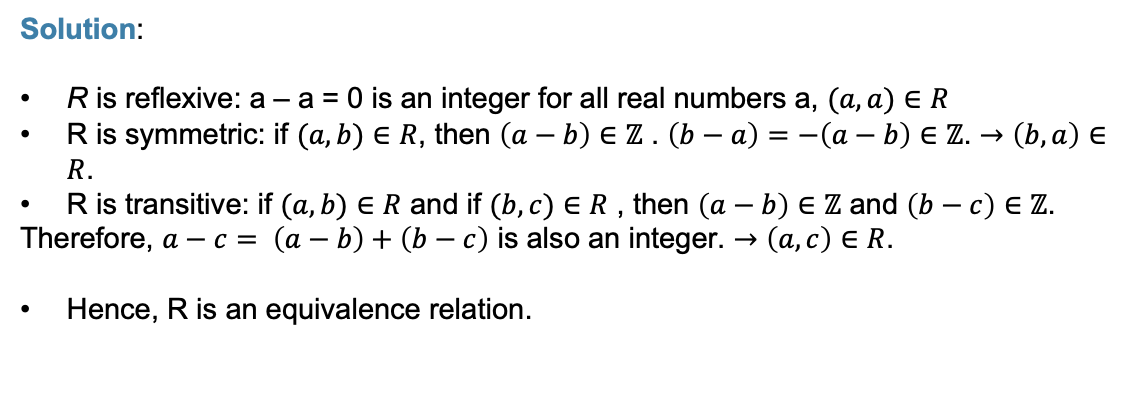 Solution:
• R is reflexive: a – a = 0 is an integer for all real numbers a, (a, a) ∈ R
• R is symmetric: if (a, b) ∈ R, then (a − b) ∈ ℤ . (b − a) = −(a − b) ∈ ℤ. → (b, a) ∈
R.
• R is transitive: if (a, b) ∈ R and if (b, c) ∈ R , then (a − b) ∈ ℤ and (b − c) ∈ ℤ.
Therefore, a − c = (a − b) + (b − c) is also an integer. → (a, c) ∈ R.
• Hence, R is an equivalence relation.